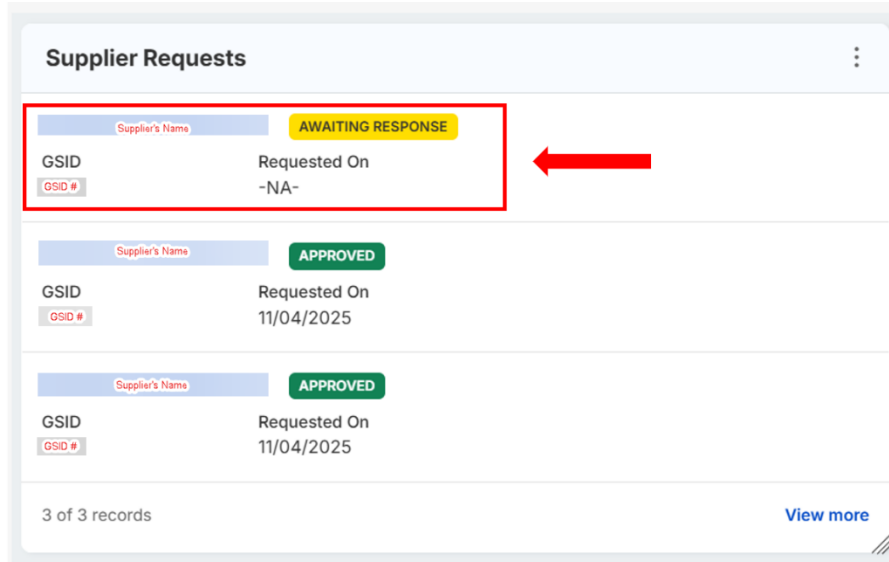 Supplier Requests
Supplier's Name AWAITING RESPONSE
GSID Requested On
GSID # -NA-
Supplier's Name APPROVED
GSID Requested On
GSID # 11/04/2025
Supplier's Name APPROVED
GSID Requested On
GSID # 11/04/2025
3 of 3 records View more